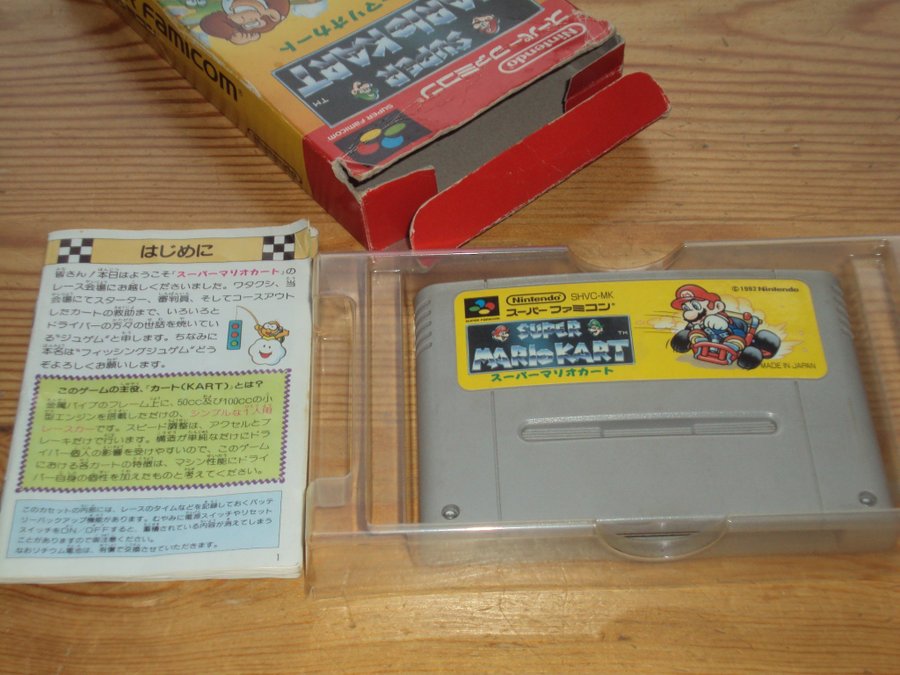 FAMICOM
マリオカート
SUPER
MARIO KART
TM
Nintendo
スーパーファミコン
SUPER FAMICOM
はじめに
皆さん！本日はようこそ“スーパーマリオカート”の
レース会場にお越しくださいました。ワタクシ、当
会場にてスターター、審判員、そしてコースアウト
したカートの救助まで、いろいろと
ドライバーの方々の世話を焼いてい
る“ジュゲム”と申します。ちなみに
本名は“フィッシングジュゲム”どう
ぞよろしくお願いします。
このゲームの主役、「カート(KART)」とは？
金属パイプのフレーム上に、50cc及び100ccの小
型エンジンを搭載しただけの、シンプルな1人用
レースカーです。スピード調整は、アクセルとブ
レーキだけで行います。構造が単純なだけにドラ
イバー個人の影響を受けやすいので、このゲーム
における各カートの特徴は、マシン性能にドライ
バー自身の個性を加えたものと考えてください。
このカセットの内部には、レースのタイムなどを記録しておくバッテ
リーバックアップ機能があります。むやみに電源スイッチやリセット
スイッチをON／OFFすると、蓄積されている内容が消えてしまう
ことがありますのでご注意ください。
なおリチウム電池は、有償で交換させていただきます。
1
SUPER FAMICOM
Nintendo
SHVC-MK
スーパーファミコン
SUPER
MARIO KART
TM
スーパーマリオカート
©1992 Nintendo
MADE IN JAPAN